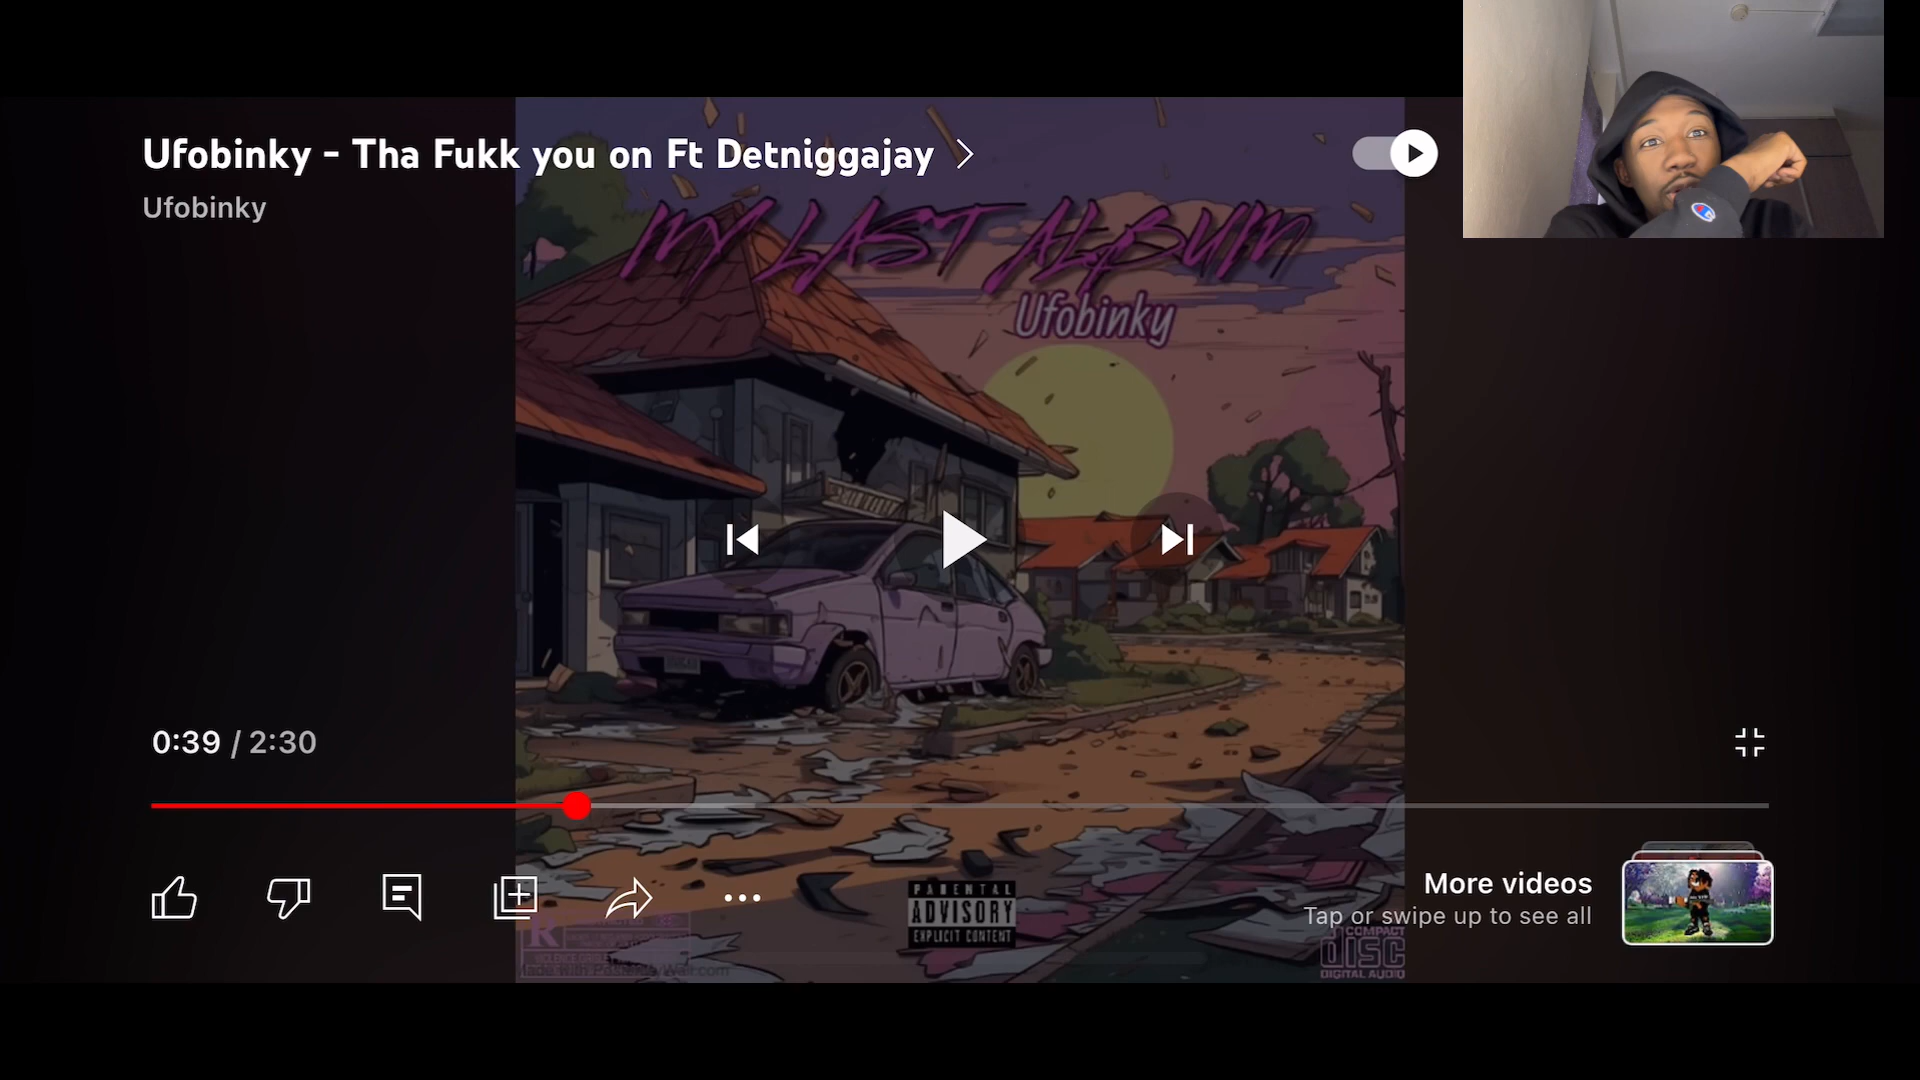 Ufobinky - Tha Fukk you on Ft Detniggajay
Ufobinky
MY LAST ALBUM
Ufobinky
0:39 / 2:30
More videos
Tap or swipe up to see all
PARENTAL
ADVISORY
EXPLICIT CONTENT
R
COMPACT
DISC
DIGITAL AUDIO